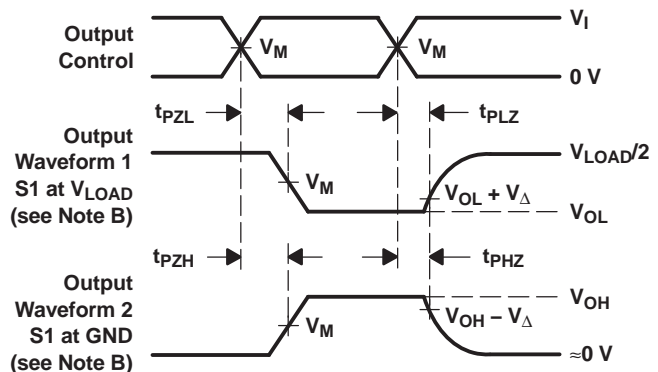 Output
Control
V_M
V_M
V_I
0 V
t_PZL
t_PLZ
Output
Waveform 1
S1 at V_LOAD
(see Note B)
V_M
V_LOAD/2
V_OL + V_Δ
V_OL
t_PZH
t_PHZ
Output
Waveform 2
S1 at GND
(see Note B)
V_M
V_OH
V_OH − V_Δ
≈0 V